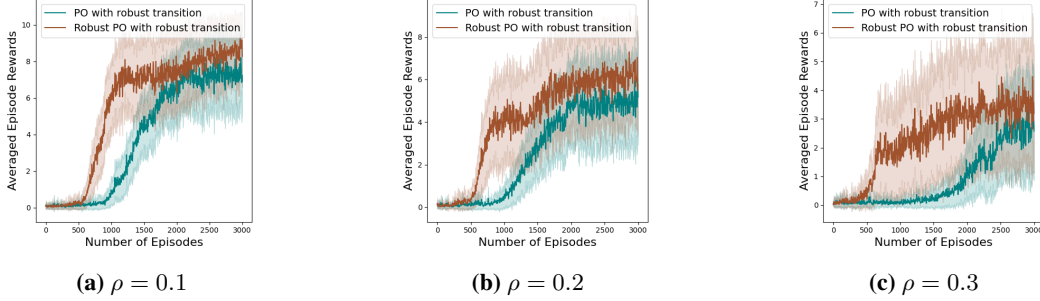 PO with robust transition
Robust PO with robust transition
Averaged Episode Rewards
10
8
6
4
2
0
0 500 1000 1500 2000 2500 3000
Number of Episodes
(a) ρ = 0.1
PO with robust transition
Robust PO with robust transition
Averaged Episode Rewards
8
6
4
2
0
0 500 1000 1500 2000 2500 3000
Number of Episodes
(b) ρ = 0.2
PO with robust transition
Robust PO with robust transition
Averaged Episode Rewards
7
6
5
4
3
2
1
0
0 500 1000 1500 2000 2500 3000
Number of Episodes
(c) ρ = 0.3